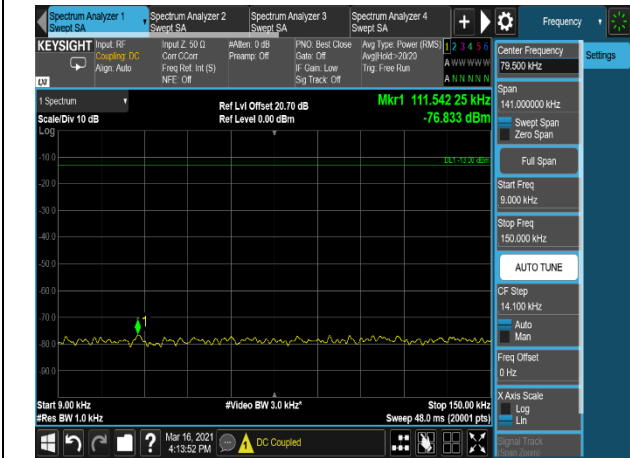 Spectrum Analyzer 1
Swept SA
Spectrum Analyzer 2
Swept SA
Spectrum Analyzer 3
Swept SA
Spectrum Analyzer 4
Swept SA
+
Frequency
KEYSIGHT
Input: RF
Coupling: DC
Align: Auto
Input Z: 50 Ω
Corr CCorr
Freq Ref: Int (S)
NFE: Off
#Atten: 0 dB
Preamp: Off
PNO: Best Close
Gate: Off
IF Gain: Low
Sig Track: Off
Avg Type: Power (RMS)
Avg|Hold:>20/20
Trig: Free Run
1 2 3 4 5 6
A W W W W W
A N N N N N
LXI
1 Spectrum
Scale/Div 10 dB
Log
Ref Lvl Offset 20.70 dB
Ref Level 0.00 dBm
Mkr1 111.542 25 kHz
-76.833 dBm
DL1 -13.00 dBm
-10.0
-20.0
-30.0
-40.0
-50.0
-60.0
-70.0
-80.0
-90.0
1
Start 9.00 kHz
#Res BW 1.0 kHz
#Video BW 3.0 kHz*
Stop 150.00 kHz
Sweep 48.0 ms (20001 pts)
Mar 16, 2021
4:13:52 PM
DC Coupled
?
Center Frequency
79.500 kHz
Settings
Span
141.000000 kHz
Swept Span
Zero Span
Full Span
Start Freq
9.000 kHz
Stop Freq
150.000 kHz
AUTO TUNE
CF Step
14.100 kHz
Auto
Man
Freq Offset
0 Hz
X Axis Scale
Log
Lin
Signal Track
(Span Zoom)